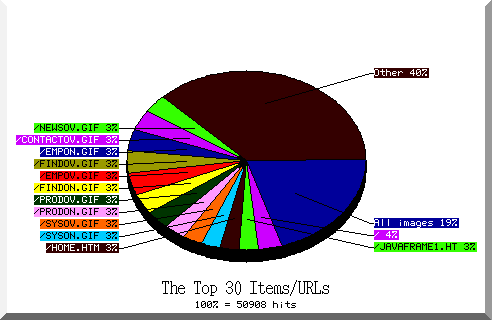 Other 40%
/NEWSOV.GIF 3%
/CONTACTOV.GIF 3%
/EMPON.GIF 3%
/FINDOV.GIF 3%
/EMPOV.GIF 3%
/FINDON.GIF 3%
/PRODOV.GIF 3%
/PRODON.GIF 3%
/SYSOV.GIF 3%
/SYSON.GIF 3%
/HOME.HTM 3%
All images 19%
/ 4%
/JAVAFRAME1.HT 3%
The Top 30 Items/URLs
100% = 50908 hits